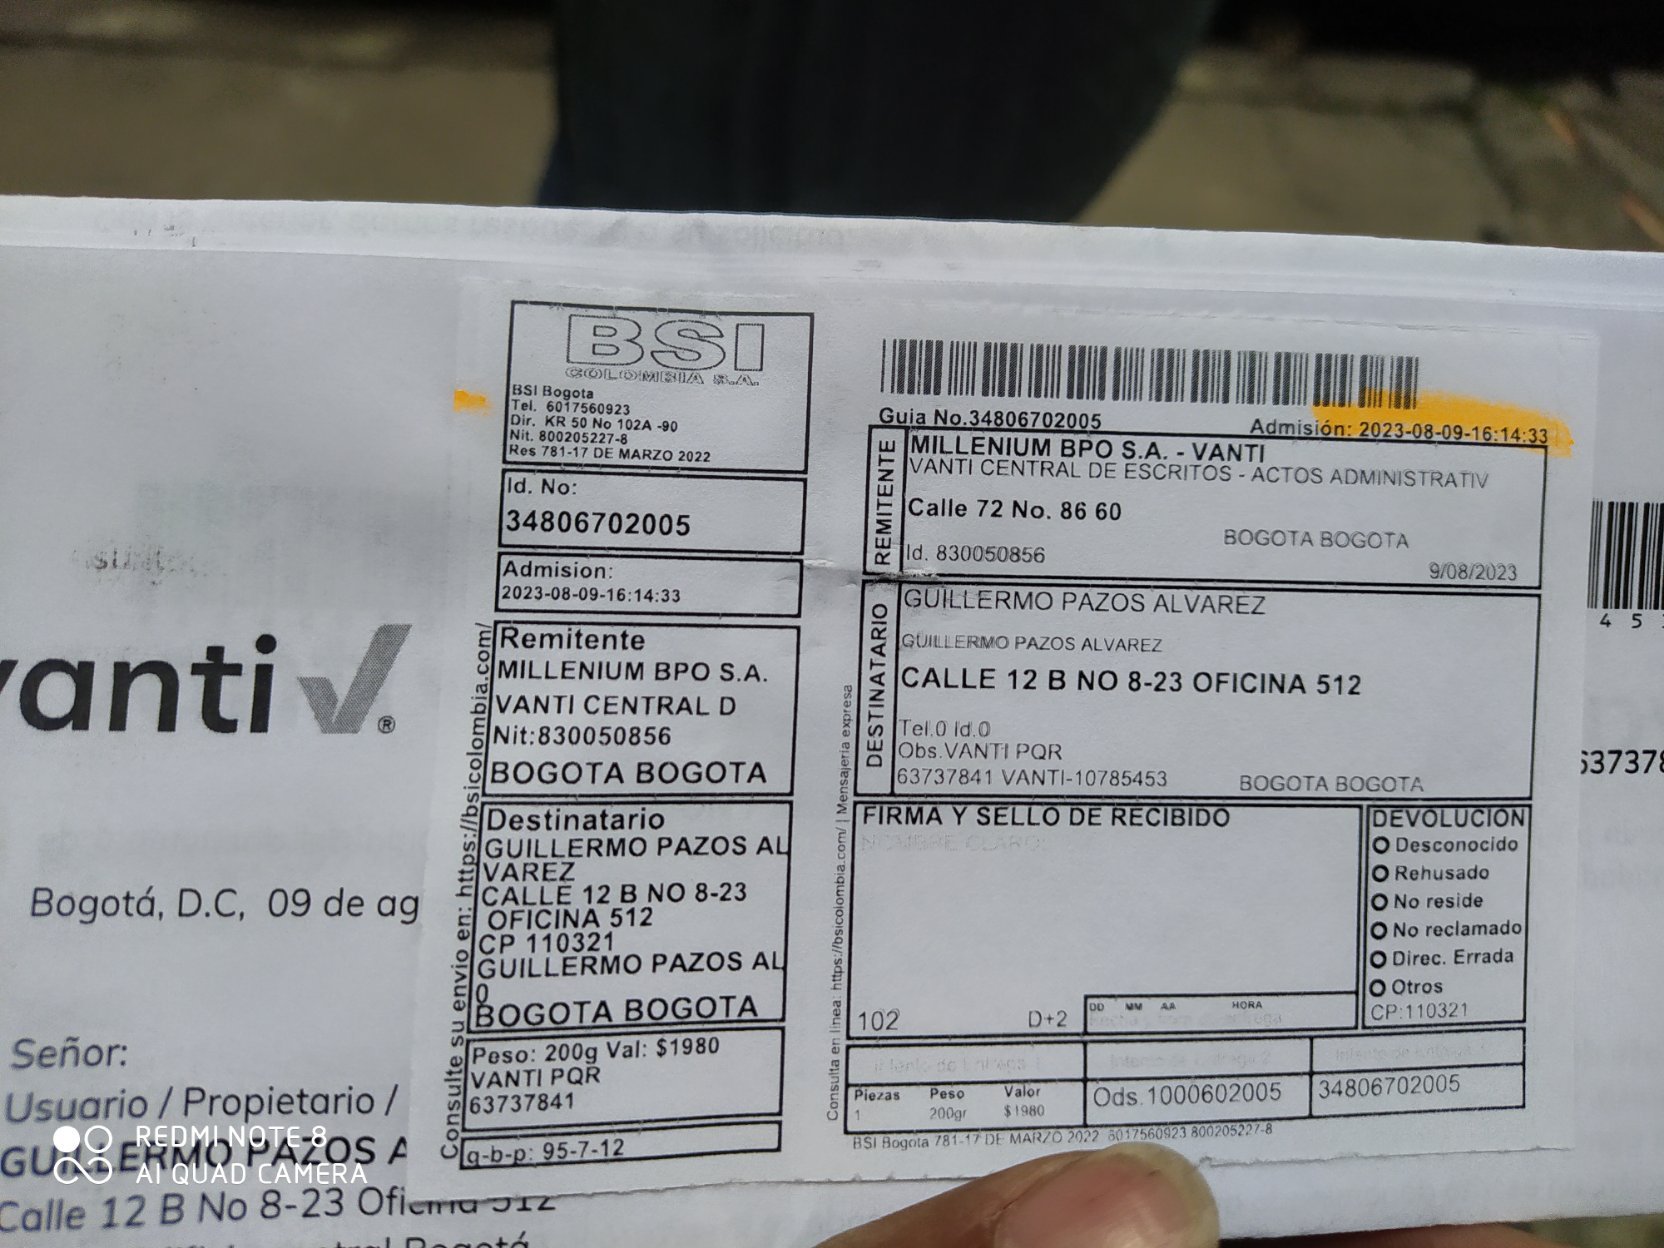 BSI
COLOMBIA S.A.
BSI Bogota
Tel. 6017560923
Dir. KR 50 No 102A -90
Nit. 800205227-8
Res 781-17 DE MARZO 2022
Id. No:
34806702005
Admision:
2023-08-09-16:14:33
Remitente
MILLENIUM BPO S.A.
VANTI CENTRAL D
Nit:830050856
BOGOTA BOGOTA
Destinatario
GUILLERMO PAZOS AL
VAREZ
CALLE 12 B NO 8-23
OFICINA 512
CP 110321
GUILLERMO PAZOS AL
0
BOGOTA BOGOTA
Peso: 200g Val: $1980
VANTI PQR
63737841
q-b-p: 95-7-12
Consulte su envio en: https://bsicolombia.com/
Guia No.34806702005
Admisión: 2023-08-09-16:14:33
REMITENTE
MILLENIUM BPO S.A. - VANTI
VANTI CENTRAL DE ESCRITOS - ACTOS ADMINISTRATIV
Calle 72 No. 86 60
BOGOTA BOGOTA
Id. 830050856
9/08/2023
DESTINATARIO
GUILLERMO PAZOS ALVAREZ
GUILLERMO PAZOS ALVAREZ
CALLE 12 B NO 8-23 OFICINA 512
Tel.0 Id.0
Obs.VANTI PQR
63737841 VANTI-10785453
BOGOTA BOGOTA
FIRMA Y SELLO DE RECIBIDO
NOMBRE CLARO
102
D+2
DD MM AA HORA
DEVOLUCION
Desconocido
Rehusado
No reside
No reclamado
Direc. Errada
Otros
CP:110321
Piezas Peso Valor
1 200gr $1980
Ods.1000602005
34806702005
BSI Bogota 781-17 DE MARZO 2022 6017560923 800205227-8
Consulta en linea: https://bsicolombia.com/ | Mensajeria expresa
vanti
®
Bogotá, D.C, 09 de ag
Señor:
Usuario / Propietario /
GUILLERMO PAZOS A
Calle 12 B No 8-23 Oficina 512
4 5
637378
REDMI NOTE 8
AI QUAD CAMERA